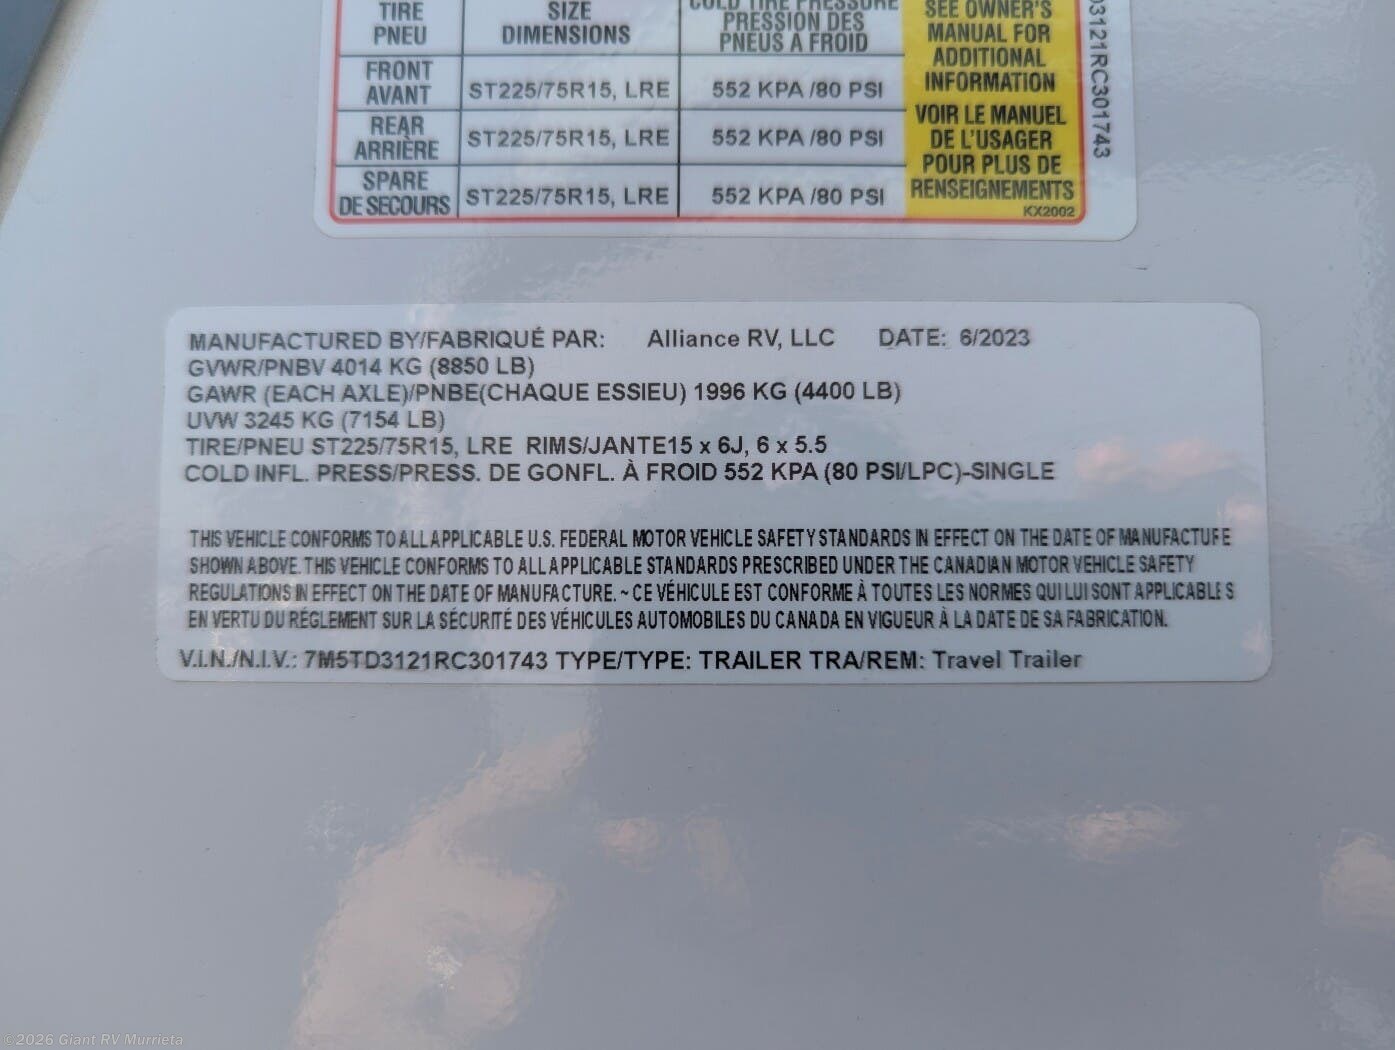 TIRE SIZE COLD TIRE PRESSURE SEE OWNER'S
PNEU DIMENSIONS PRESSION DES MANUAL FOR
PNEUS A FROID ADDITIONAL
INFORMATION
FRONT ST225/75R15, LRE 552 KPA /80 PSI
AVANT
VOIR LE MANUEL
REAR ST225/75R15, LRE 552 KPA /80 PSI DE L'USAGER
ARRIÈRE POUR PLUS DE
SPARE ST225/75R15, LRE 552 KPA /80 PSI RENSEIGNEMENTS
DE SECOURS KX2002
D3121RC301743
MANUFACTURED BY/FABRIQUÉ PAR: Alliance RV, LLC DATE: 6/2023
GVWR/PNBV 4014 KG (8850 LB)
GAWR (EACH AXLE)/PNBE(CHAQUE ESSIEU) 1996 KG (4400 LB)
UVW 3245 KG (7154 LB)
TIRE/PNEU ST225/75R15, LRE RIMS/JANTE15 x 6J, 6 x 5.5
COLD INFL. PRESS/PRESS. DE GONFL. À FROID 552 KPA (80 PSI/LPC)-SINGLE
THIS VEHICLE CONFORMS TO ALL APPLICABLE U.S. FEDERAL MOTOR VEHICLE SAFETY STANDARDS IN EFFECT ON THE DATE OF MANUFACTURE
SHOWN ABOVE. THIS VEHICLE CONFORMS TO ALL APPLICABLE STANDARDS PRESCRIBED UNDER THE CANADIAN MOTOR VEHICLE SAFETY
REGULATIONS IN EFFECT ON THE DATE OF MANUFACTURE. ~ CE VÉHICULE EST CONFORME À TOUTES LES NORMES QUI LUI SONT APPLICABLES
EN VERTU DU RÉGLEMENT SUR LA SÉCURITÉ DES VÉHICULES AUTOMOBILES DU CANADA EN VIGUEUR À LA DATE DE SA FABRICATION.
V.I.N./N.I.V.: 7M5TD3121RC301743 TYPE/TYPE: TRAILER TRA/REM: Travel Trailer
©2026 Giant RV Murrieta